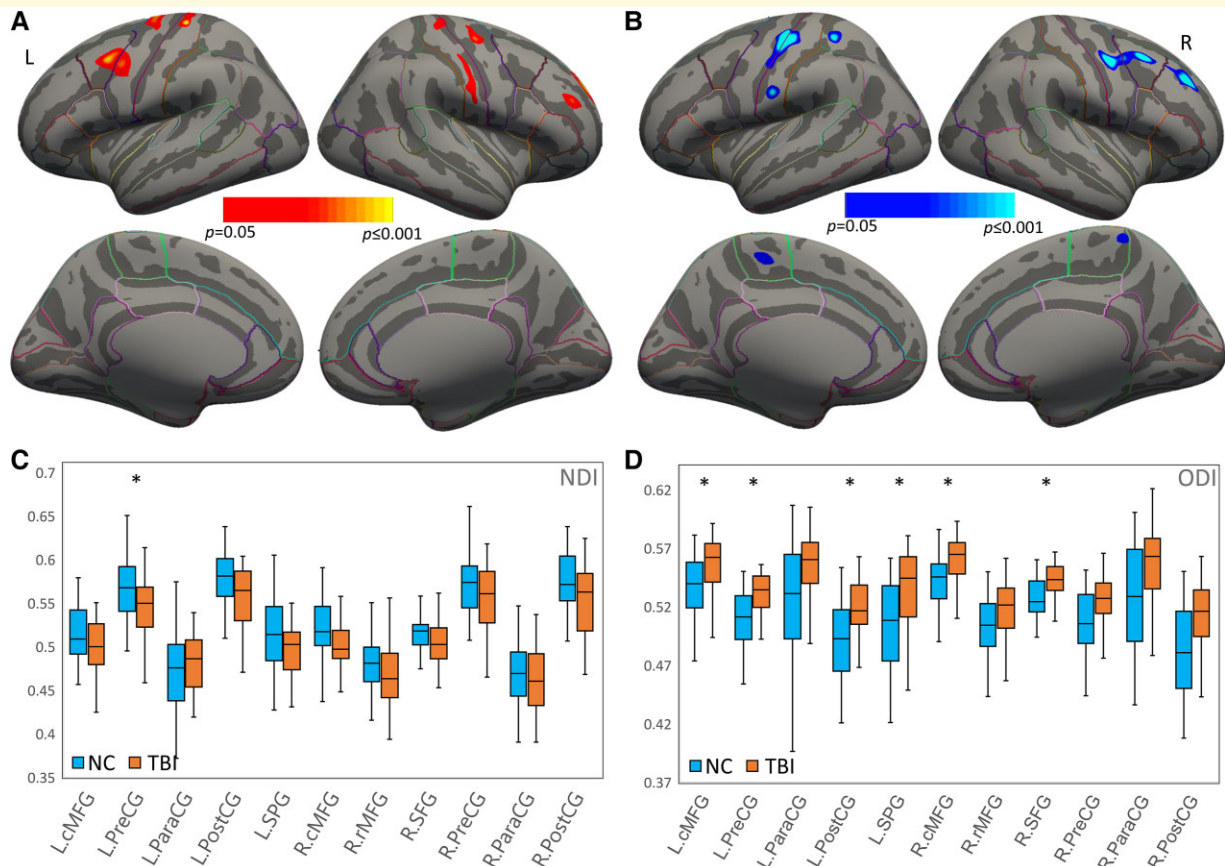 A
B
L
R
p=0.05
p≤0.001
p=0.05
p≤0.001
C
NDI
*
0.7
0.65
0.6
0.55
0.5
0.45
0.4
0.35
NC TBI
L.cMFG
L.PreCG
L.ParaCG
L.PostCG
L.SPG
R.cMFG
R.rMFG
R.SFG
R.PreCG
R.ParaCG
R.PostCG
D
ODI
* * * * * *
0.62
0.57
0.52
0.47
0.42
0.37
NC TBI
L.cMFG
L.PreCG
L.ParaCG
L.PostCG
L.SPG
R.cMFG
R.rMFG
R.SFG
R.PreCG
R.ParaCG
R.PostCG